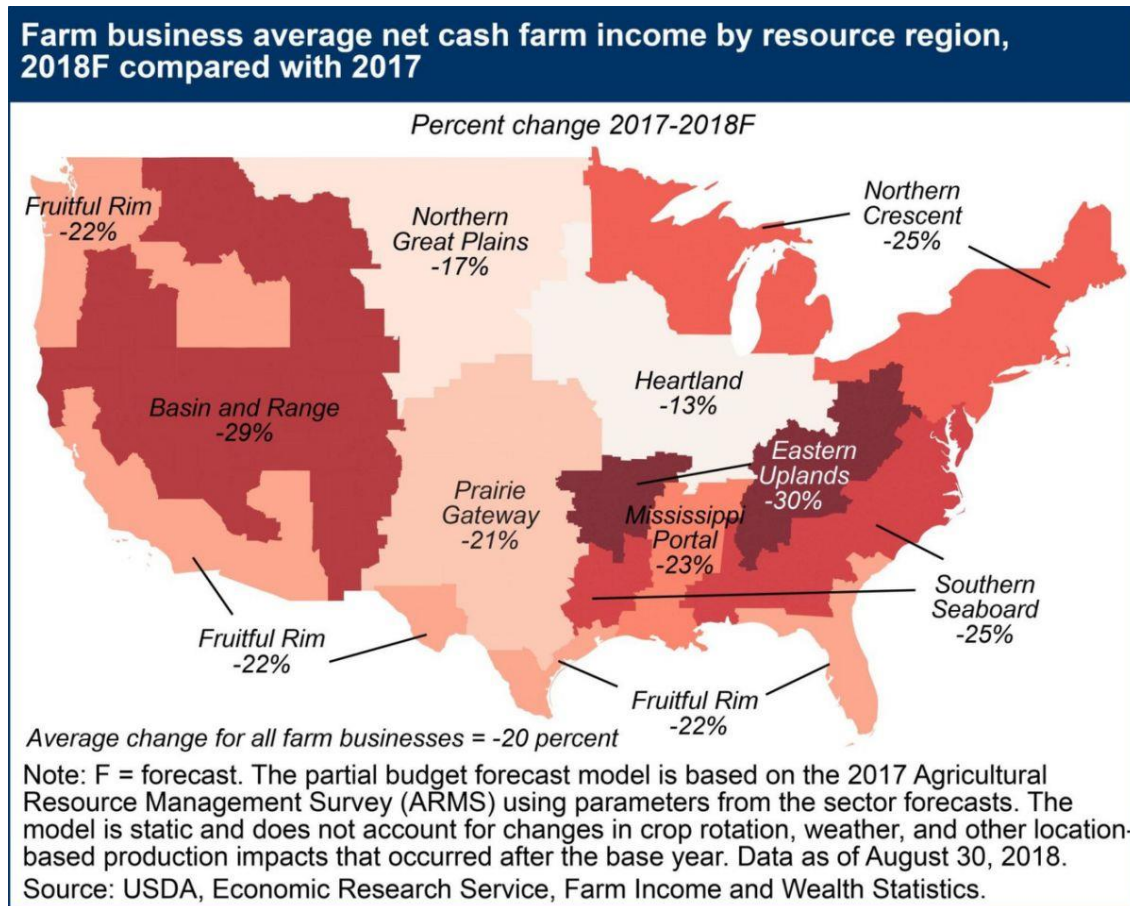 Farm business average net cash farm income by resource region,
2018F compared with 2017
Percent change 2017-2018F
Fruitful Rim
-22%
Northern
Great Plains
-17%
Northern
Crescent
-25%
Basin and Range
-29%
Heartland
-13%
Eastern
Uplands
-30%
Prairie
Gateway
-21%
Mississippi
Portal
-23%
Southern
Seaboard
-25%
Fruitful Rim
-22%
Fruitful Rim
-22%
Average change for all farm businesses = -20 percent
Note: F = forecast. The partial budget forecast model is based on the 2017 Agricultural
Resource Management Survey (ARMS) using parameters from the sector forecasts. The
model is static and does not account for changes in crop rotation, weather, and other location-
based production impacts that occurred after the base year. Data as of August 30, 2018.
Source: USDA, Economic Research Service, Farm Income and Wealth Statistics.